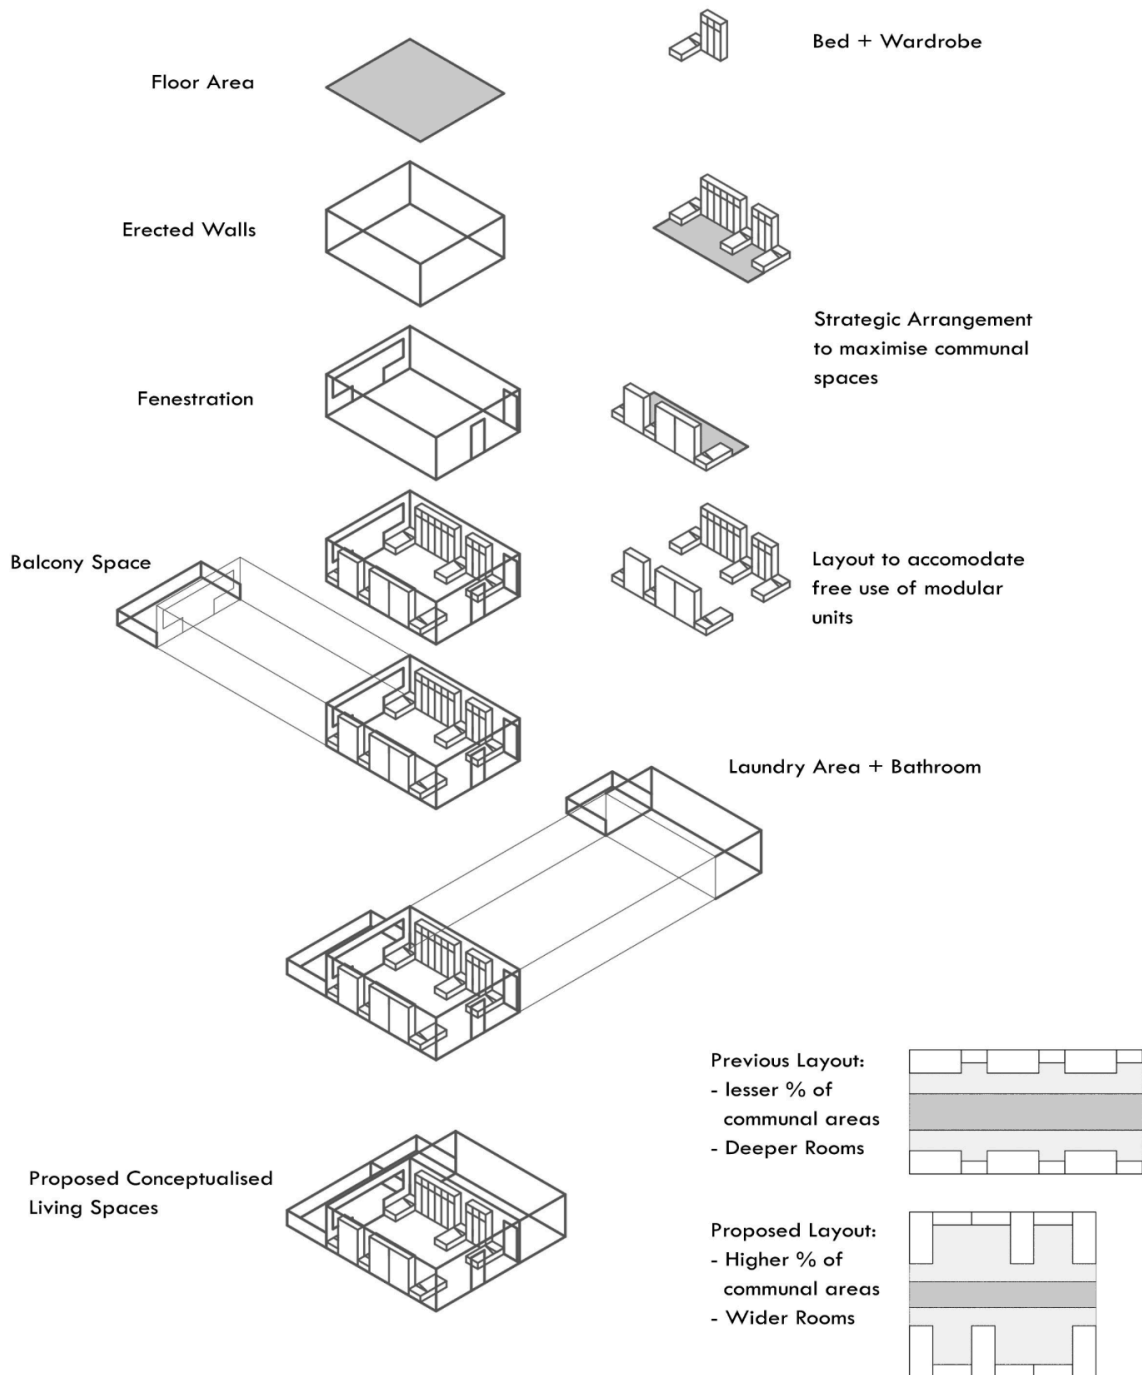 Bed + Wardrobe
Floor Area
Erected Walls
Strategic Arrangement
to maximise communal
spaces
Fenestration
Balcony Space
Layout to accomodate
free use of modular
units
Laundry Area + Bathroom
Previous Layout:
- lesser % of
communal areas
- Deeper Rooms
Proposed Conceptualised
Living Spaces
Proposed Layout:
- Higher % of
communal areas
- Wider Rooms